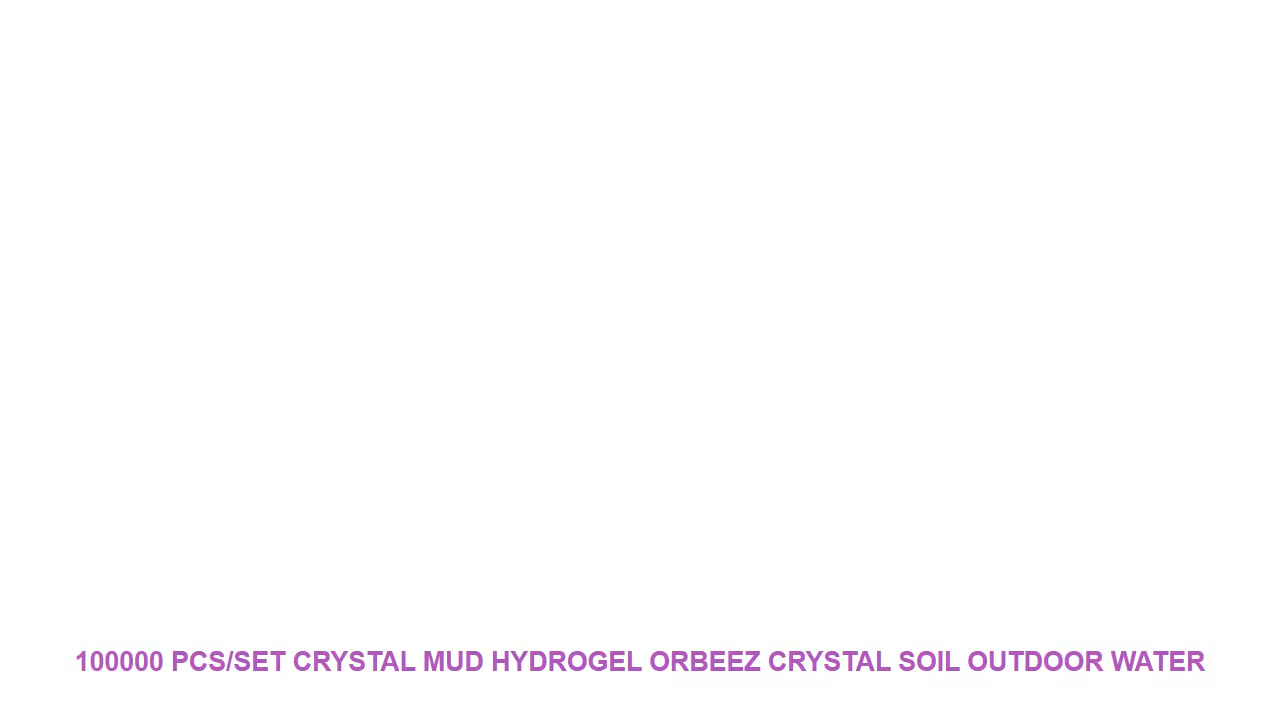 100000 PCS/SET CRYSTAL MUD HYDROGEL ORBEEZ CRYSTAL SOIL OUTDOOR WATER